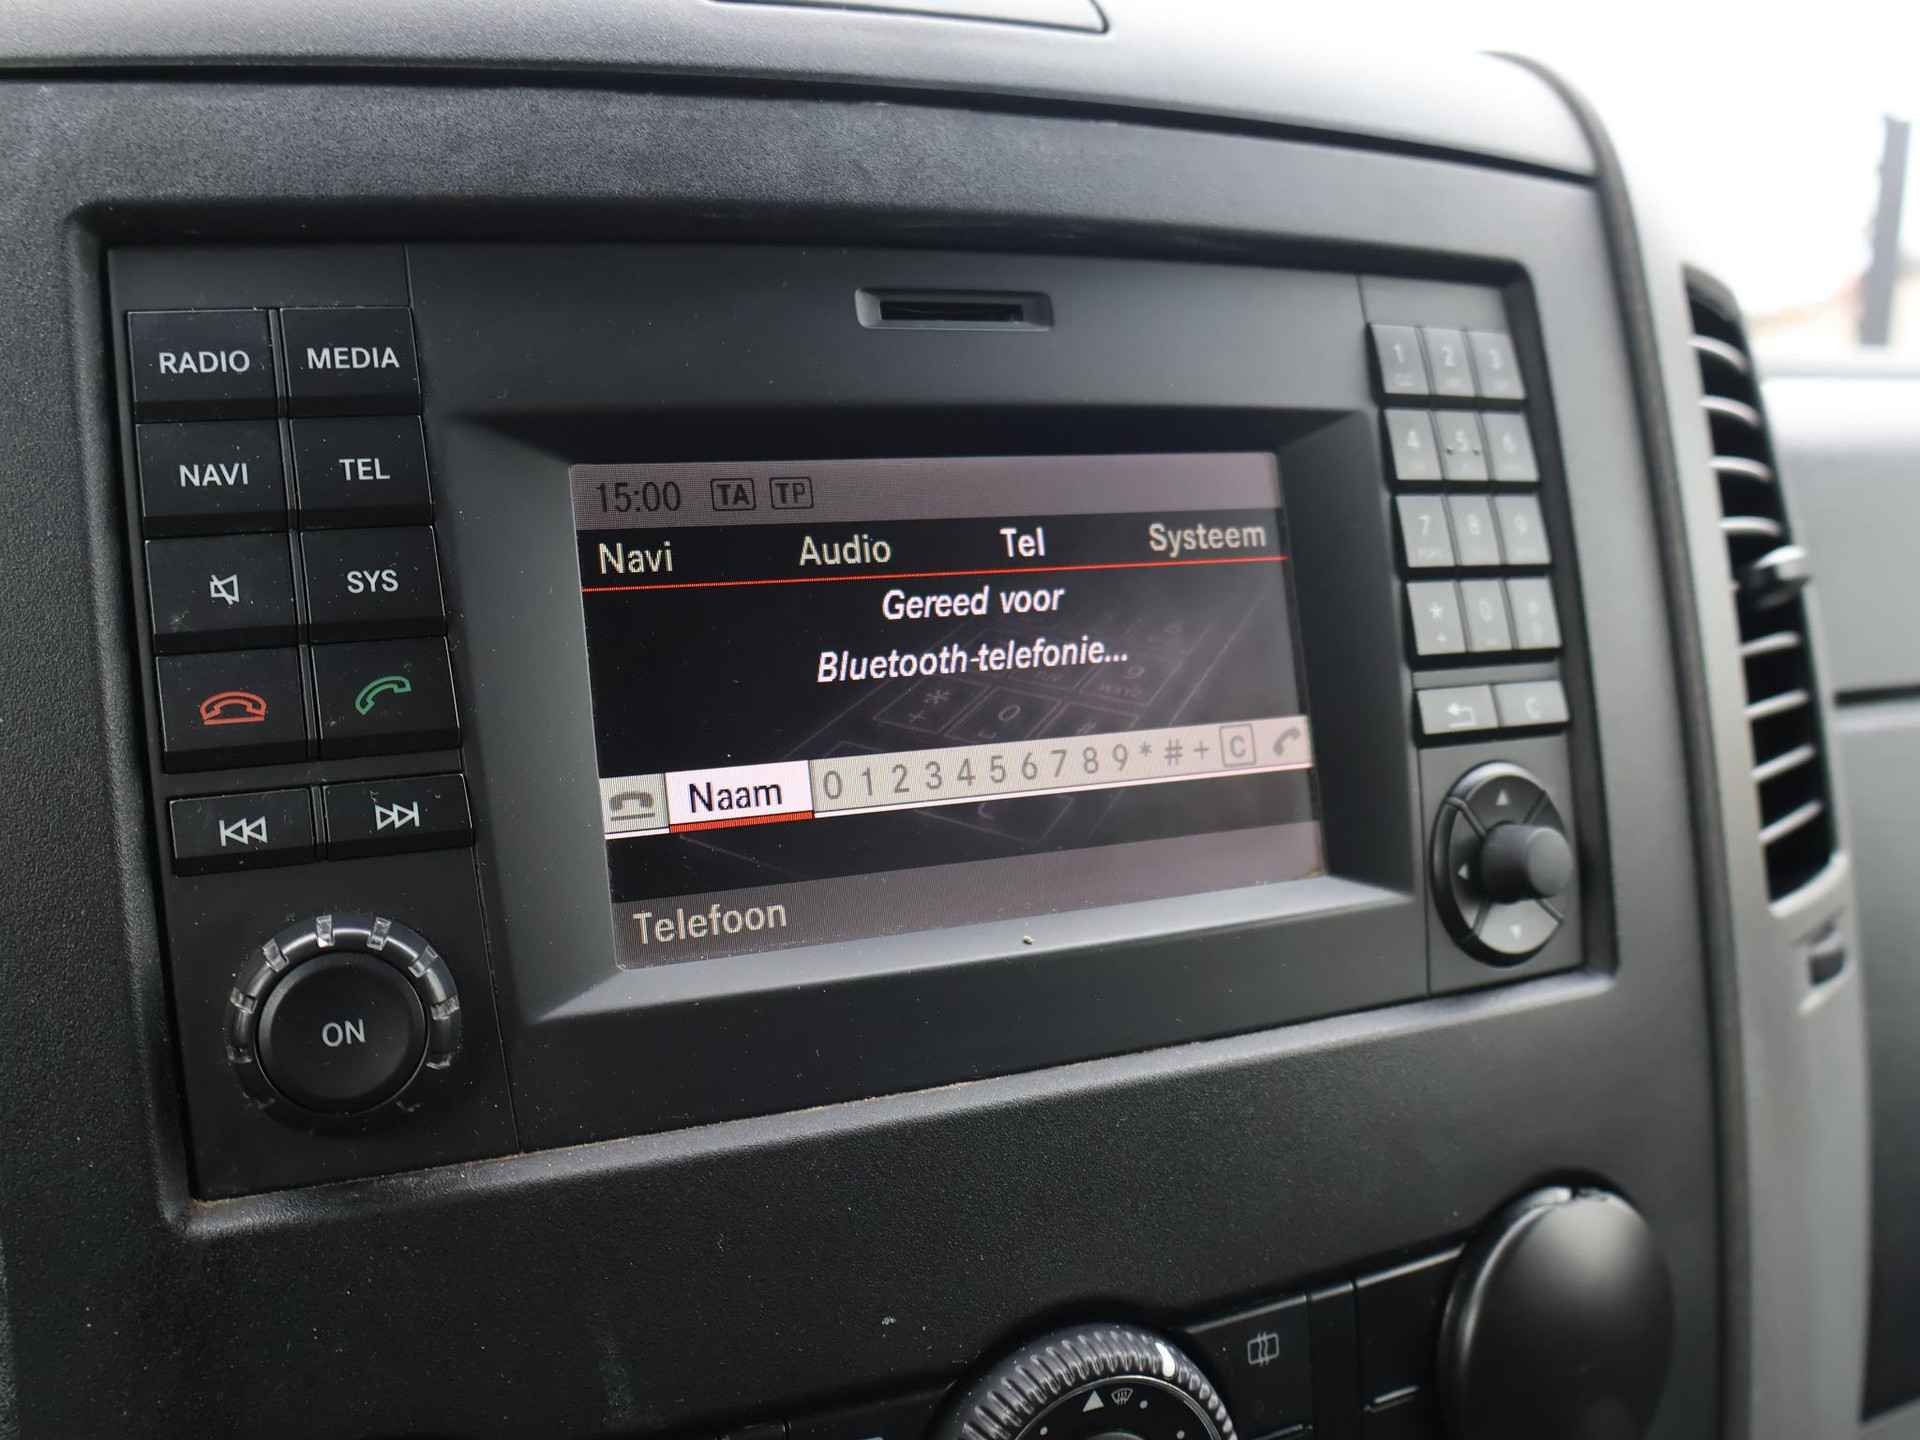 RADIO MEDIA
NAVI TEL
SYS
ON
15:00 TA TP
Navi Audio Tel Systeem
Gereed voor
Bluetooth-telefonie...
Naam 0 1 2 3 4 5 6 7 8 9 * # + C
Telefoon
1 2 3
4 5 6
7 8 9
* 0 #
C